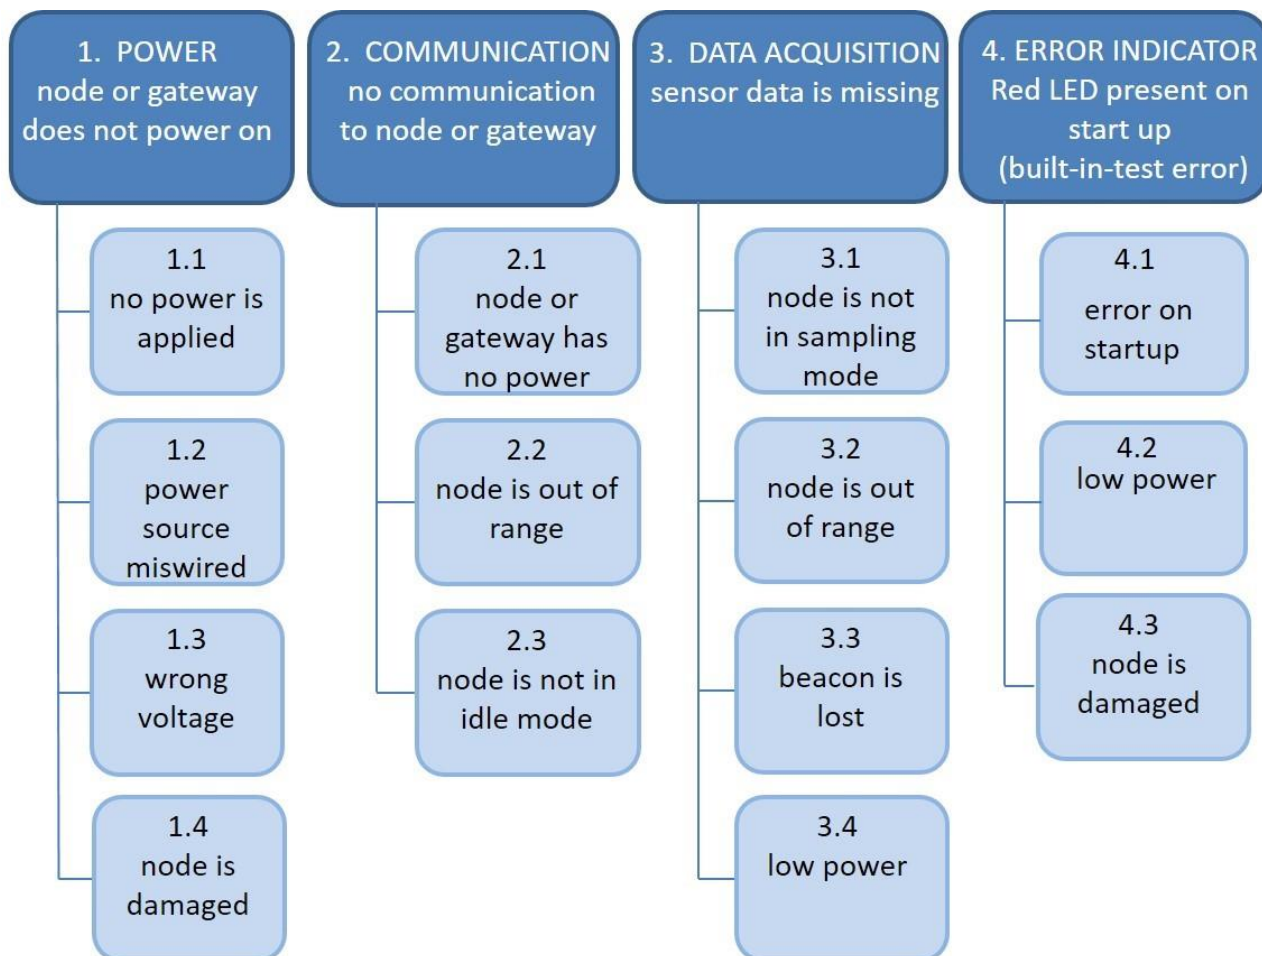 1. POWER
node or gateway
does not power on
1.1
no power is
applied
1.2
power
source
miswired
1.3
wrong
voltage
1.4
node is
damaged
2. COMMUNICATION
no communication
to node or gateway
2.1
node or
gateway has
no power
2.2
node is out of
range
2.3
node is not in
idle mode
3. DATA ACQUISITION
sensor data is missing
3.1
node is not
in sampling
mode
3.2
node is out
of range
3.3
beacon is
lost
3.4
low power
4. ERROR INDICATOR
Red LED present on
start up
(built-in-test error)
4.1
error on
startup
4.2
low power
4.3
node is
damaged